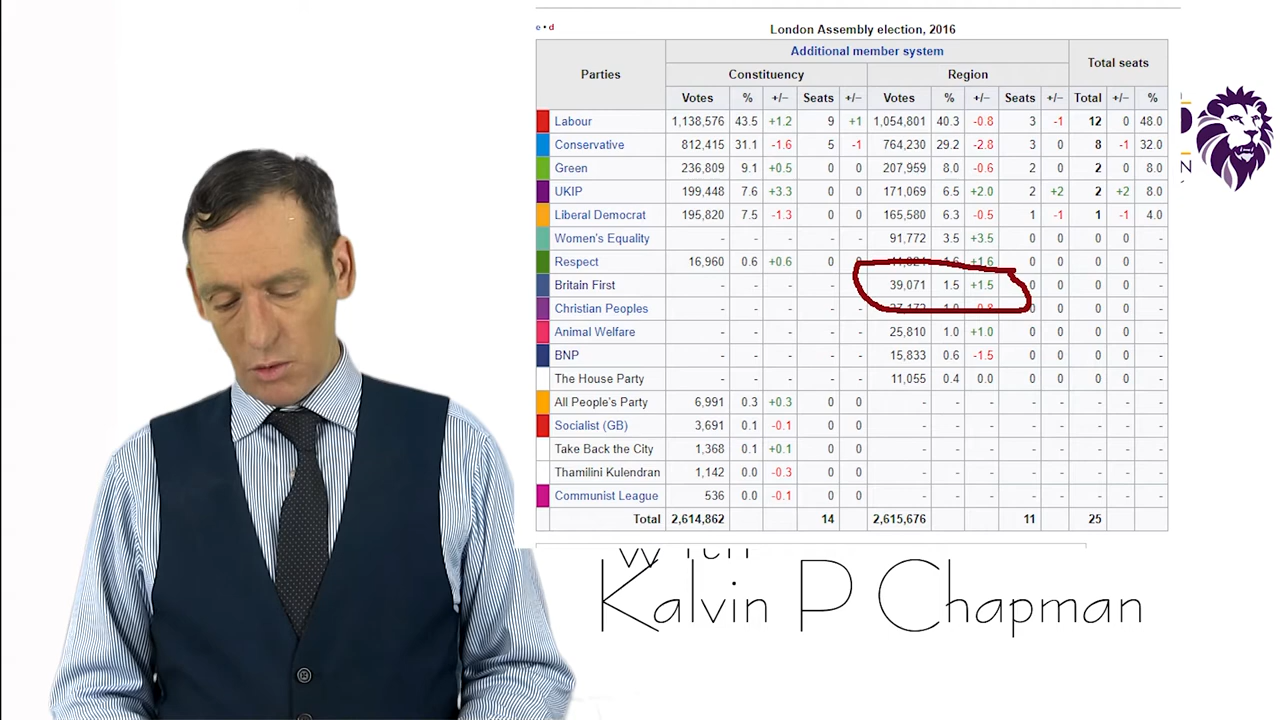 e • d
London Assembly election, 2016
Additional member system
Parties Constituency Region Total seats
Votes % +/− Seats +/− Votes % +/− Seats +/− Total +/− %
Labour 1,138,576 43.5 +1.2 9 +1 1,054,801 40.3 -0.8 3 -1 12 0 48.0
Conservative 812,415 31.1 -1.6 5 -1 764,230 29.2 -2.8 3 0 8 -1 32.0
Green 236,809 9.1 +0.5 0 0 207,959 8.0 -0.6 2 0 2 0 8.0
UKIP 199,448 7.6 +3.3 0 0 171,069 6.5 +2.0 2 +2 2 +2 8.0
Liberal Democrat 195,820 7.5 -1.3 0 0 165,580 6.3 -0.5 1 -1 1 -1 4.0
Women's Equality - - - - - 91,772 3.5 +3.5 0 0 0 0 -
Respect 16,960 0.6 +0.6 0 0 1.6 +1.6 0 0 0 0 -
Britain First - - - - - 39,071 1.5 +1.5 0 0 0 0 -
Christian Peoples - - - - - 27,172 1.0 -0.8 0 0 0 0 -
Animal Welfare - - - - - 25,810 1.0 +1.0 0 0 0 0 -
BNP - - - - - 15,833 0.6 -1.5 0 0 0 0 -
The House Party - - - - - 11,055 0.4 0.0 0 0 0 0 -
All People's Party 6,991 0.3 +0.3 0 0 - - - - - - - -
Socialist (GB) 3,691 0.1 -0.1 0 0 - - - - - - - -
Take Back the City 1,368 0.1 +0.1 0 0 - - - - - - - -
Thamilini Kulendran 1,142 0.0 -0.3 0 0 - - - - - - - -
Communist League 536 0.0 -0.1 0 0 - - - - - - - -
Total 2,614,862 14 2,615,676 11 25
Kalvin P Chapman